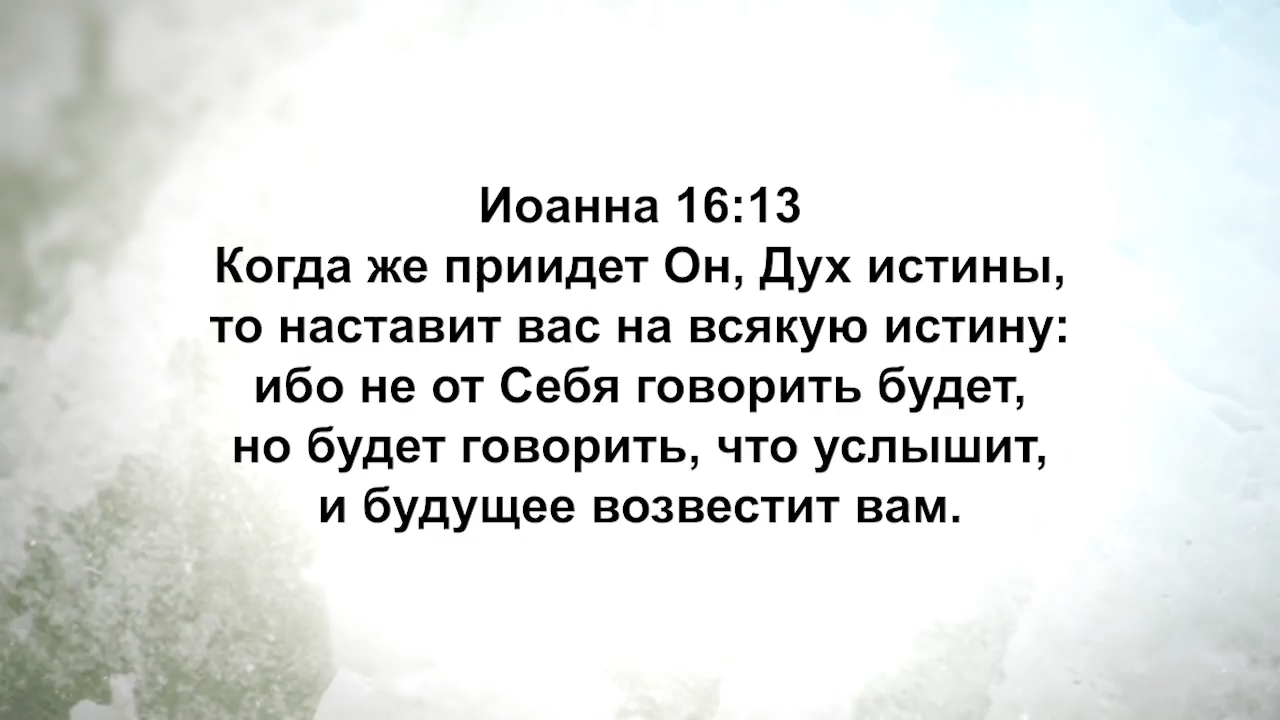 Иоанна 16:13
Когда же приидет Он, Дух истины,
то наставит вас на всякую истину:
ибо не от Себя говорить будет,
но будет говорить, что услышит,
и будущее возвестит вам.